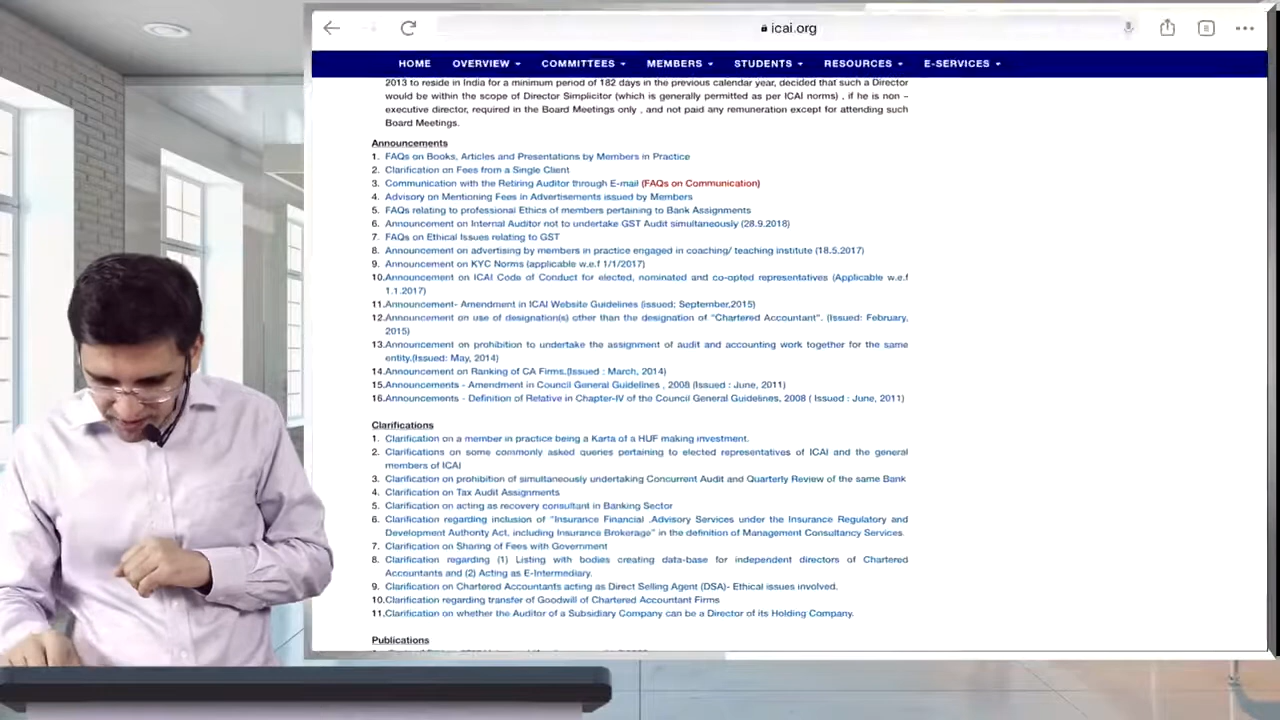 icai.org
HOME OVERVIEW COMMITTEES MEMBERS STUDENTS RESOURCES E-SERVICES
2013 to reside in India for a minimum period of 182 days in the previous calendar year, decided that such a Director
would be within the scope of Director Simplicitor (which is generally permitted as per ICAI norms) , if he is non –
executive director, required in the Board Meetings only , and not paid any remuneration except for attending such
Board Meetings.
Announcements
1. FAQs on Books, Articles and Presentations by Members in Practice
2. Clarification on Fees from a Single Client
3. Communication with the Retiring Auditor through E-mail (FAQs on Communication)
4. Advisory on Mentioning Fees in Advertisements issued by Members
5. FAQs relating to professional Ethics of members pertaining to Bank Assignments
6. Announcement on Internal Auditor not to undertake GST Audit simultaneously (28.9.2018)
7. FAQs on Ethical Issues relating to GST
8. Announcement on advertising by members in practice engaged in coaching/ teaching institute (18.5.2017)
9. Announcement on KYC Norms (applicable w.e.f 1/1/2017)
10.Announcement on ICAI Code of Conduct for elected, nominated and co-opted representatives (Applicable w.e.f
1.1.2017)
11.Announcement- Amendment in ICAI Website Guidelines (issued; September,2015)
12.Announcement on use of designation(s) other than the designation of "Chartered Accountant". (Issued: February,
2015)
13.Announcement on prohibition to undertake the assignment of audit and accounting work together for the same
entity.(Issued: May, 2014)
14.Announcement on Ranking of CA Firms.(Issued : March, 2014)
15.Announcements - Amendment in Council General Guidelines , 2008 (Issued : June, 2011)
16.Announcements - Definition of Relative in Chapter-IV of the Council General Guidelines, 2008 ( Issued : June, 2011)
Clarifications
1. Clarification on a member in practice being a Karta of a HUF making investment.
2. Clarifications on some commonly asked queries pertaining to elected representatives of ICAI and the general
members of ICAI
3. Clarification on prohibition of simultaneously undertaking Concurrent Audit and Quarterly Review of the same Bank
4. Clarification on Tax Audit Assignments
5. Clarification on acting as recovery consultant in Banking Sector
6. Clarification regarding inclusion of "Insurance Financial .Advisory Services under the Insurance Regulatory and
Development Authority Act, including Insurance Brokerage" in the definition of Management Consultancy Services.
7. Clarification on Sharing of Fees with Government
8. Clarification regarding (1) Listing with bodies creating data-base for independent directors of Chartered
Accountants and (2) Acting as E-Intermediary.
9. Clarification on Chartered Accountants acting as Direct Selling Agent (DSA)- Ethical issues involved.
10.Clarification regarding transfer of Goodwill of Chartered Accountant Firms
11.Clarification on whether the Auditor of a Subsidiary Company can be a Director of its Holding Company.
Publications